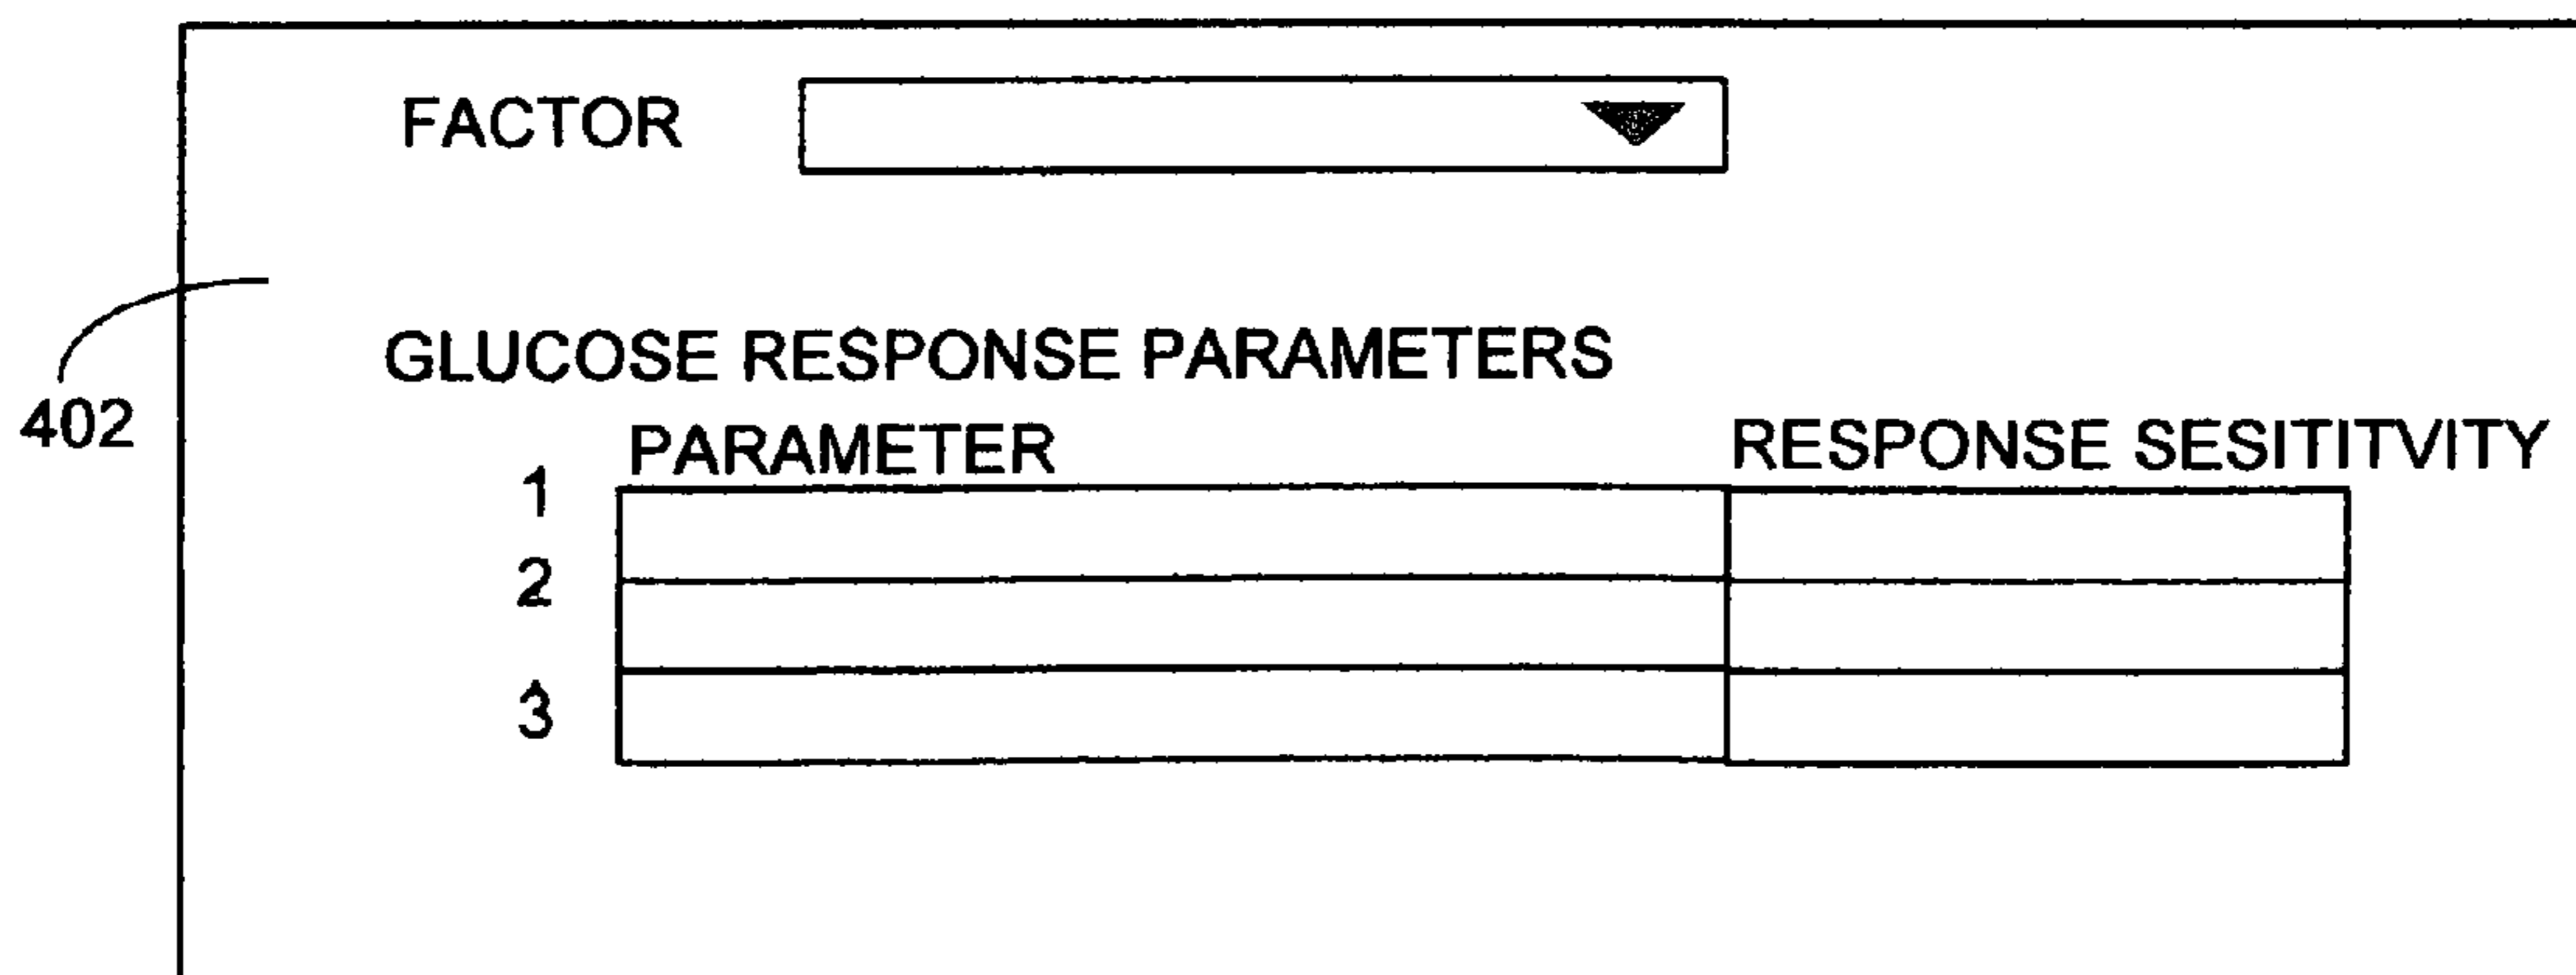 FACTOR
GLUCOSE RESPONSE PARAMETERS
402
PARAMETER RESPONSE SESITITVITY
1
2
3